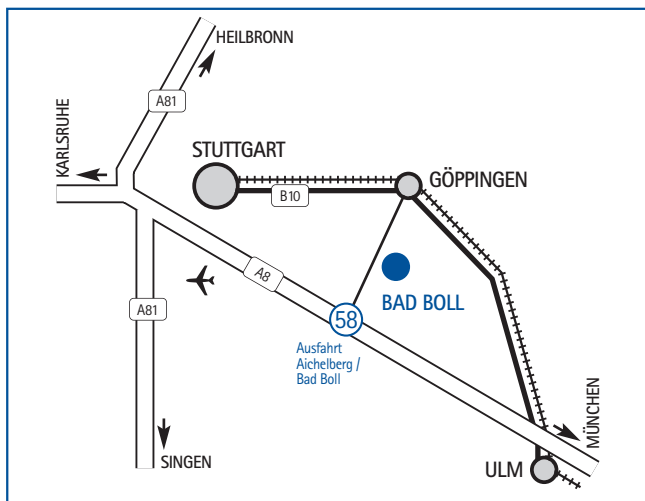 HEILBRONN
A81
KARLSRUHE
STUTTGART
GÖPPINGEN
B10
A8
BAD BOLL
A81
58
Ausfahrt
Aichelberg /
Bad Boll
MÜNCHEN
SINGEN
ULM